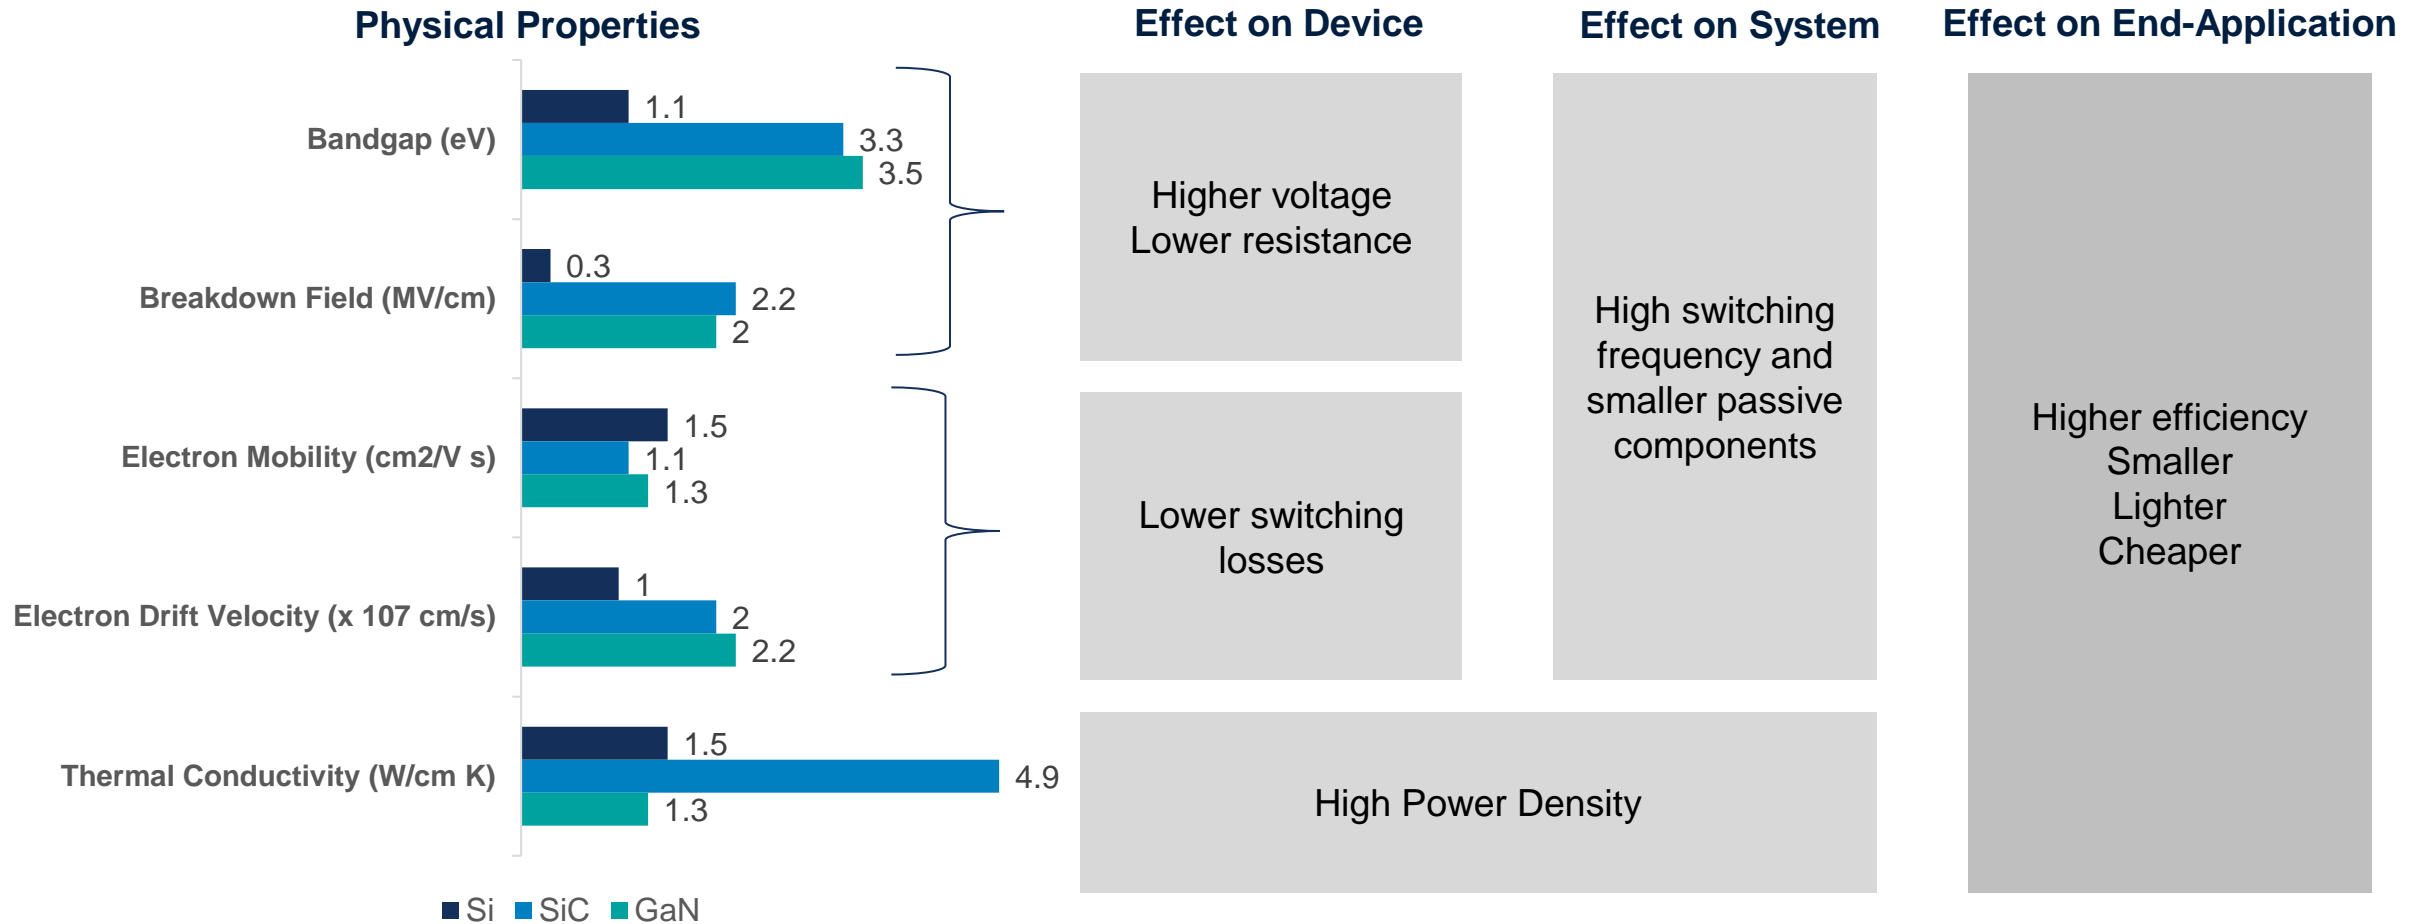 Physical Properties
Effect on Device
Effect on System
Effect on End-Application
Bandgap (eV)
1.1
3.3
3.5
Breakdown Field (MV/cm)
0.3
2.2
2
Electron Mobility (cm2/V s)
1.5
1.1
1.3
Electron Drift Velocity (x 107 cm/s)
1
2
2.2
Thermal Conductivity (W/cm K)
1.5
4.9
1.3
Si
SiC
GaN
Higher voltage
Lower resistance
Lower switching
losses
High switching
frequency and
smaller passive
components
High Power Density
Higher efficiency
Smaller
Lighter
Cheaper